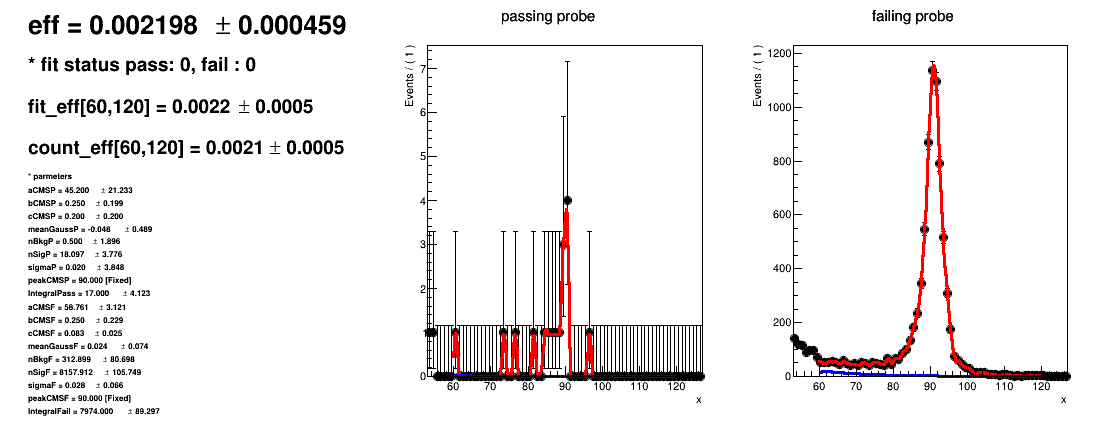 eff = 0.002198 ± 0.000459
* fit status pass: 0, fail : 0
fit_eff[60,120] = 0.0022 ± 0.0005
count_eff[60,120] = 0.0021 ± 0.0005
* parmeters
aCMSP = 45.200 ± 21.233
bCMSP = 0.250 ± 0.199
cCMSP = 0.200 ± 0.200
meanGaussP = -0.048 ± 0.489
nBkgP = 0.500 ± 1.896
nSigP = 18.097 ± 3.776
sigmaP = 0.020 ± 3.848
peakCMSP = 90.000 [Fixed]
IntegralPass = 17.000 ± 4.123
aCMSF = 58.761 ± 3.121
bCMSF = 0.250 ± 0.229
cCMSF = 0.083 ± 0.025
meanGaussF = 0.024 ± 0.074
nBkgF = 312.899 ± 80.698
nSigF = 8157.912 ± 105.749
sigmaF = 0.028 ± 0.066
peakCMSF = 90.000 [Fixed]
IntegralFail = 7974.000 ± 89.297
passing probe
Events / ( 1 )
7
6
5
4
3
2
1
0
60 70 80 90 100 110 120
x
failing probe
Events / ( 1 )
1200
1000
800
600
400
200
0
60 70 80 90 100 110 120
x